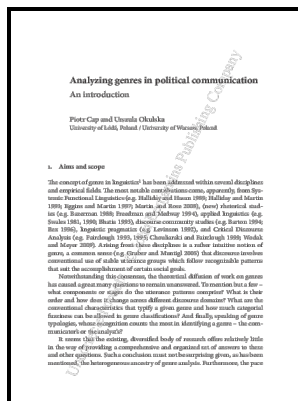 Analyzing genres in political communication
An introduction
Piotr Cap and Urszula Okulska
University of Łódź, Poland / University of Warsaw, Poland
1. Aims and scope
The concept of genre in linguistics¹ has been addressed within several disciplines
and empirical fields. The most notable contributions come, apparently, from Sys-
temic Functional Linguistics (e.g. Halliday and Hasan 1989; Halliday and Martin
1993; Eggins and Martin 1997; Martin and Rose 2008), (new) rhetorical stud-
ies (e.g. Bazerman 1988; Freedman and Medway 1994), applied linguistics (e.g.
Swales 1981, 1990; Bhatia 1993), discourse community studies (e.g. Barton 1994;
Bex 1996), linguistic pragmatics (e.g. Levinson 1992), and Critical Discourse
Analysis (e.g. Fairclough 1993, 1995; Chouliaraki and Fairclough 1999; Wodak
and Meyer 2009). Arising from these disciplines is a rather intuitive notion of
genre, a common sense (e.g. Gruber and Muntigl 2005) that discourse involves
conventional use of stable utterance groups which follow recognizable patterns
that suit the accomplishment of certain social goals.
Notwithstanding this consensus, the theoretical diffusion of work on genres
has caused a great many questions to remain unanswered. To mention but a few –
what components or stages do the utterance patterns comprise? What is their
order and how does it change across different discourse domains? What are the
conventional characteristics that typify a given genre and how much categorial
fuzziness can be allowed in genre classifications? And finally, speaking of genre
typologies, whose recognition counts the most in identifying a genre – the com-
municator's or the analyst's?
It seems the existing, diversified body of research offers relatively little
in the way of providing a comprehensive and organized set of answers to these
and other questions. Such a conclusion must not be surprising given, as has been
mentioned, the heterogeneous ancestry of genre analysis. Furthermore, the pace
Benjamins Publishing Company